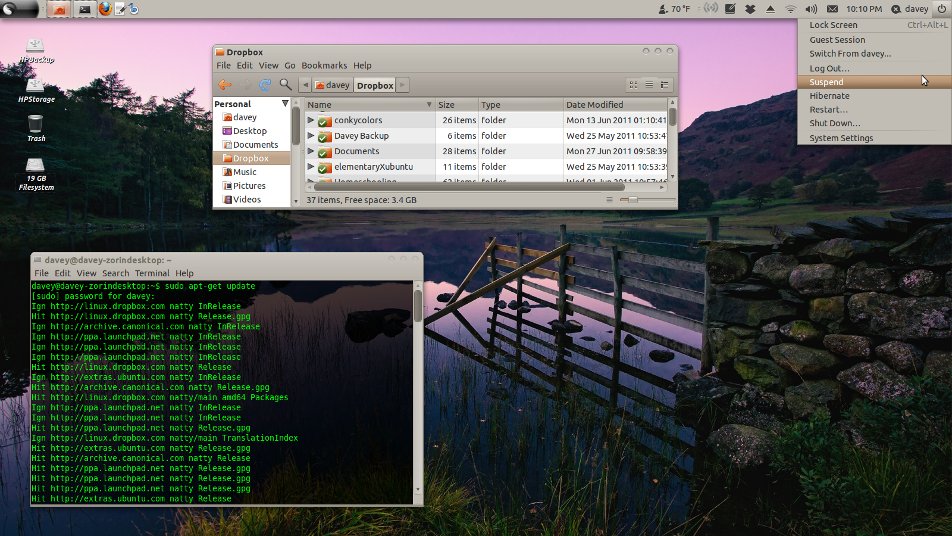 70 °F
10:10 PM
davey
Lock Screen Ctrl+Alt+L
Guest Session
Switch From davey...
Log Out...
Suspend
Hibernate
Restart...
Shut Down...
System Settings
HPBackup
HPStorage
Trash
19 GB
Filesystem
Dropbox
File Edit View Go Bookmarks Help
davey Dropbox
Personal
davey
Desktop
Documents
Dropbox
Music
Pictures
Videos
Name Size Type Date Modified
conkycolors 26 items folder Mon 13 Jun 2011 01:10:41
Davey Backup 6 items folder Wed 25 May 2011 10:53:47
Documents 28 items folder Mon 27 Jun 2011 09:58:39
elementaryXubuntu 11 items folder Wed 25 May 2011 10:53:35
Homeschooling 62 items folder Wed 01 Jun 2011
37 items, Free space: 3.4 GB
davey@davey-zorindesktop: ~
File Edit View Search Terminal Help
davey@davey-zorindesktop:~$ sudo apt-get update
[sudo] password for davey:
Ign http://linux.dropbox.com natty InRelease
Hit http://linux.dropbox.com natty Release.gpg
Ign http://archive.canonical.com natty InRelease
Ign http://ppa.launchpad.net natty InRelease
Ign http://ppa.launchpad.net natty InRelease
Ign http://ppa.launchpad.net natty InRelease
Hit http://linux.dropbox.com natty Release
Ign http://extras.ubuntu.com natty InRelease
Hit http://archive.canonical.com natty Release.gpg
Hit http://linux.dropbox.com natty/main amd64 Packages
Ign http://ppa.launchpad.net natty InRelease
Ign http://ppa.launchpad.net natty InRelease
Hit http://ppa.launchpad.net natty Release.gpg
Ign http://linux.dropbox.com natty/main TranslationIndex
Hit http://extras.ubuntu.com natty Release.gpg
Hit http://archive.canonical.com natty Release
Hit http://ppa.launchpad.net natty Release.gpg
Hit http://ppa.launchpad.net natty Release.gpg
Hit http://ppa.launchpad.net natty Release.gpg
Hit http://extras.ubuntu.com natty Release